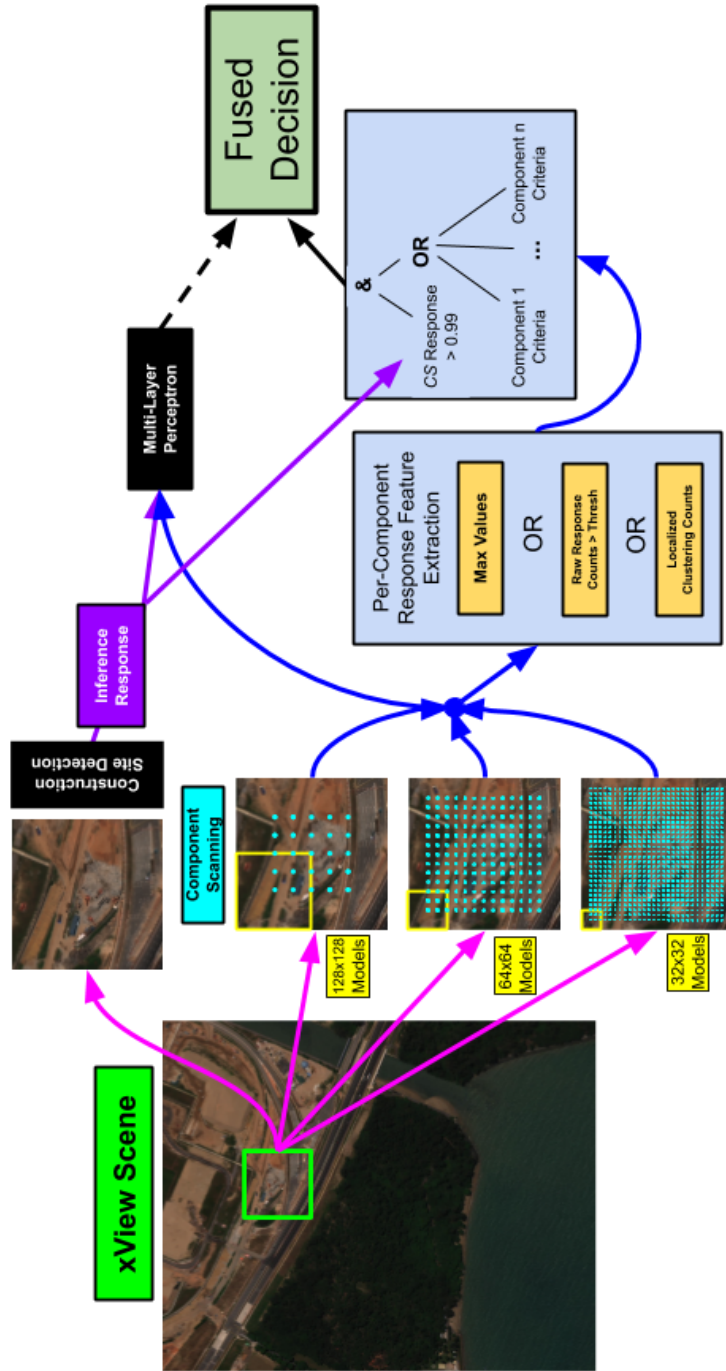 xView Scene
Construction
Site Detection
Inference
Response
Multi-Layer
Perceptron
Fused
Decision
Component
Scanning
128x128
Models
64x64
Models
32x32
Models
Per-Component
Response Feature
Extraction
Max Values
OR
Raw Response
Counts > Thresh
OR
Localized
Clustering Counts
&
CS Response
> 0.99
OR
Component 1
Criteria
...
Component n
Criteria